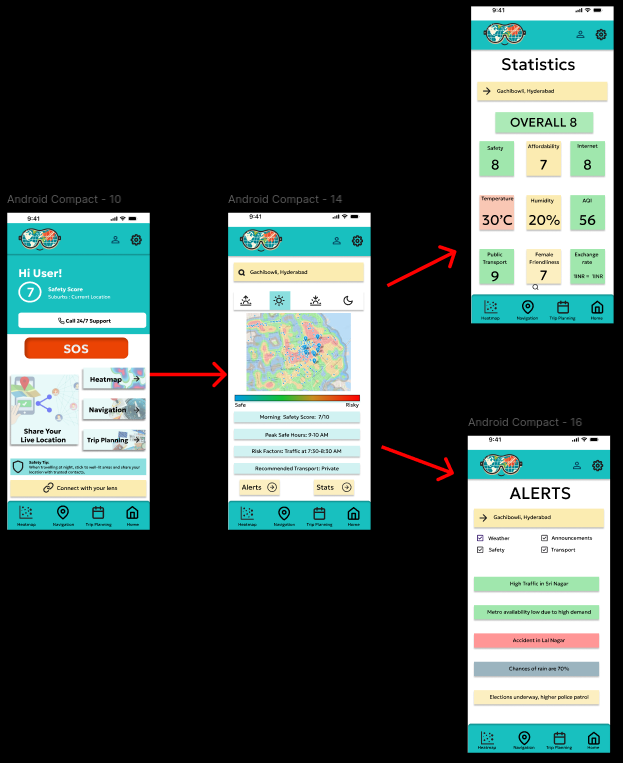 Android Compact - 10
9:41
Hi User!
7
Safety Score
Suburbs : Current Location
Call 24/7 Support
SOS
Share Your
Live Location
Heatmap
Navigation
Trip Planning
Safety Tip:
When travelling at night, stick to well-lit areas and share your
location with trusted contacts.
Connect with your lens
Heatmap
Navigation
Trip Planning
Home
Android Compact - 14
9:41
Gachibowli, Hyderabad
Safe
Risky
Morning Safety Score: 7/10
Peak Safe Hours: 9-10 AM
Risk Factors: Traffic at 7:30-8:30 AM
Recommended Transport: Private
Alerts
Stats
Heatmap
Navigation
Trip Planning
Home
9:41
Statistics
Gachibowli, Hyderabad
OVERALL 8
Safety
8
Affordability
7
Internet
8
Temperature
30°C
Humidity
20%
AQI
56
Public
Transport
9
Female
Friendliness
7
Exchange
rate
1INR = 1INR
Heatmap
Navigation
Trip Planning
Home
Android Compact - 16
9:41
ALERTS
Gachibowli, Hyderabad
Weather
Announcements
Safety
Transport
High Traffic in Sri Nagar
Metro availability low due to high demand
Accident in Lal Nagar
Chances of rain are 70%
Elections underway, higher police patrol
Heatmap
Navigation
Trip Planning
Home